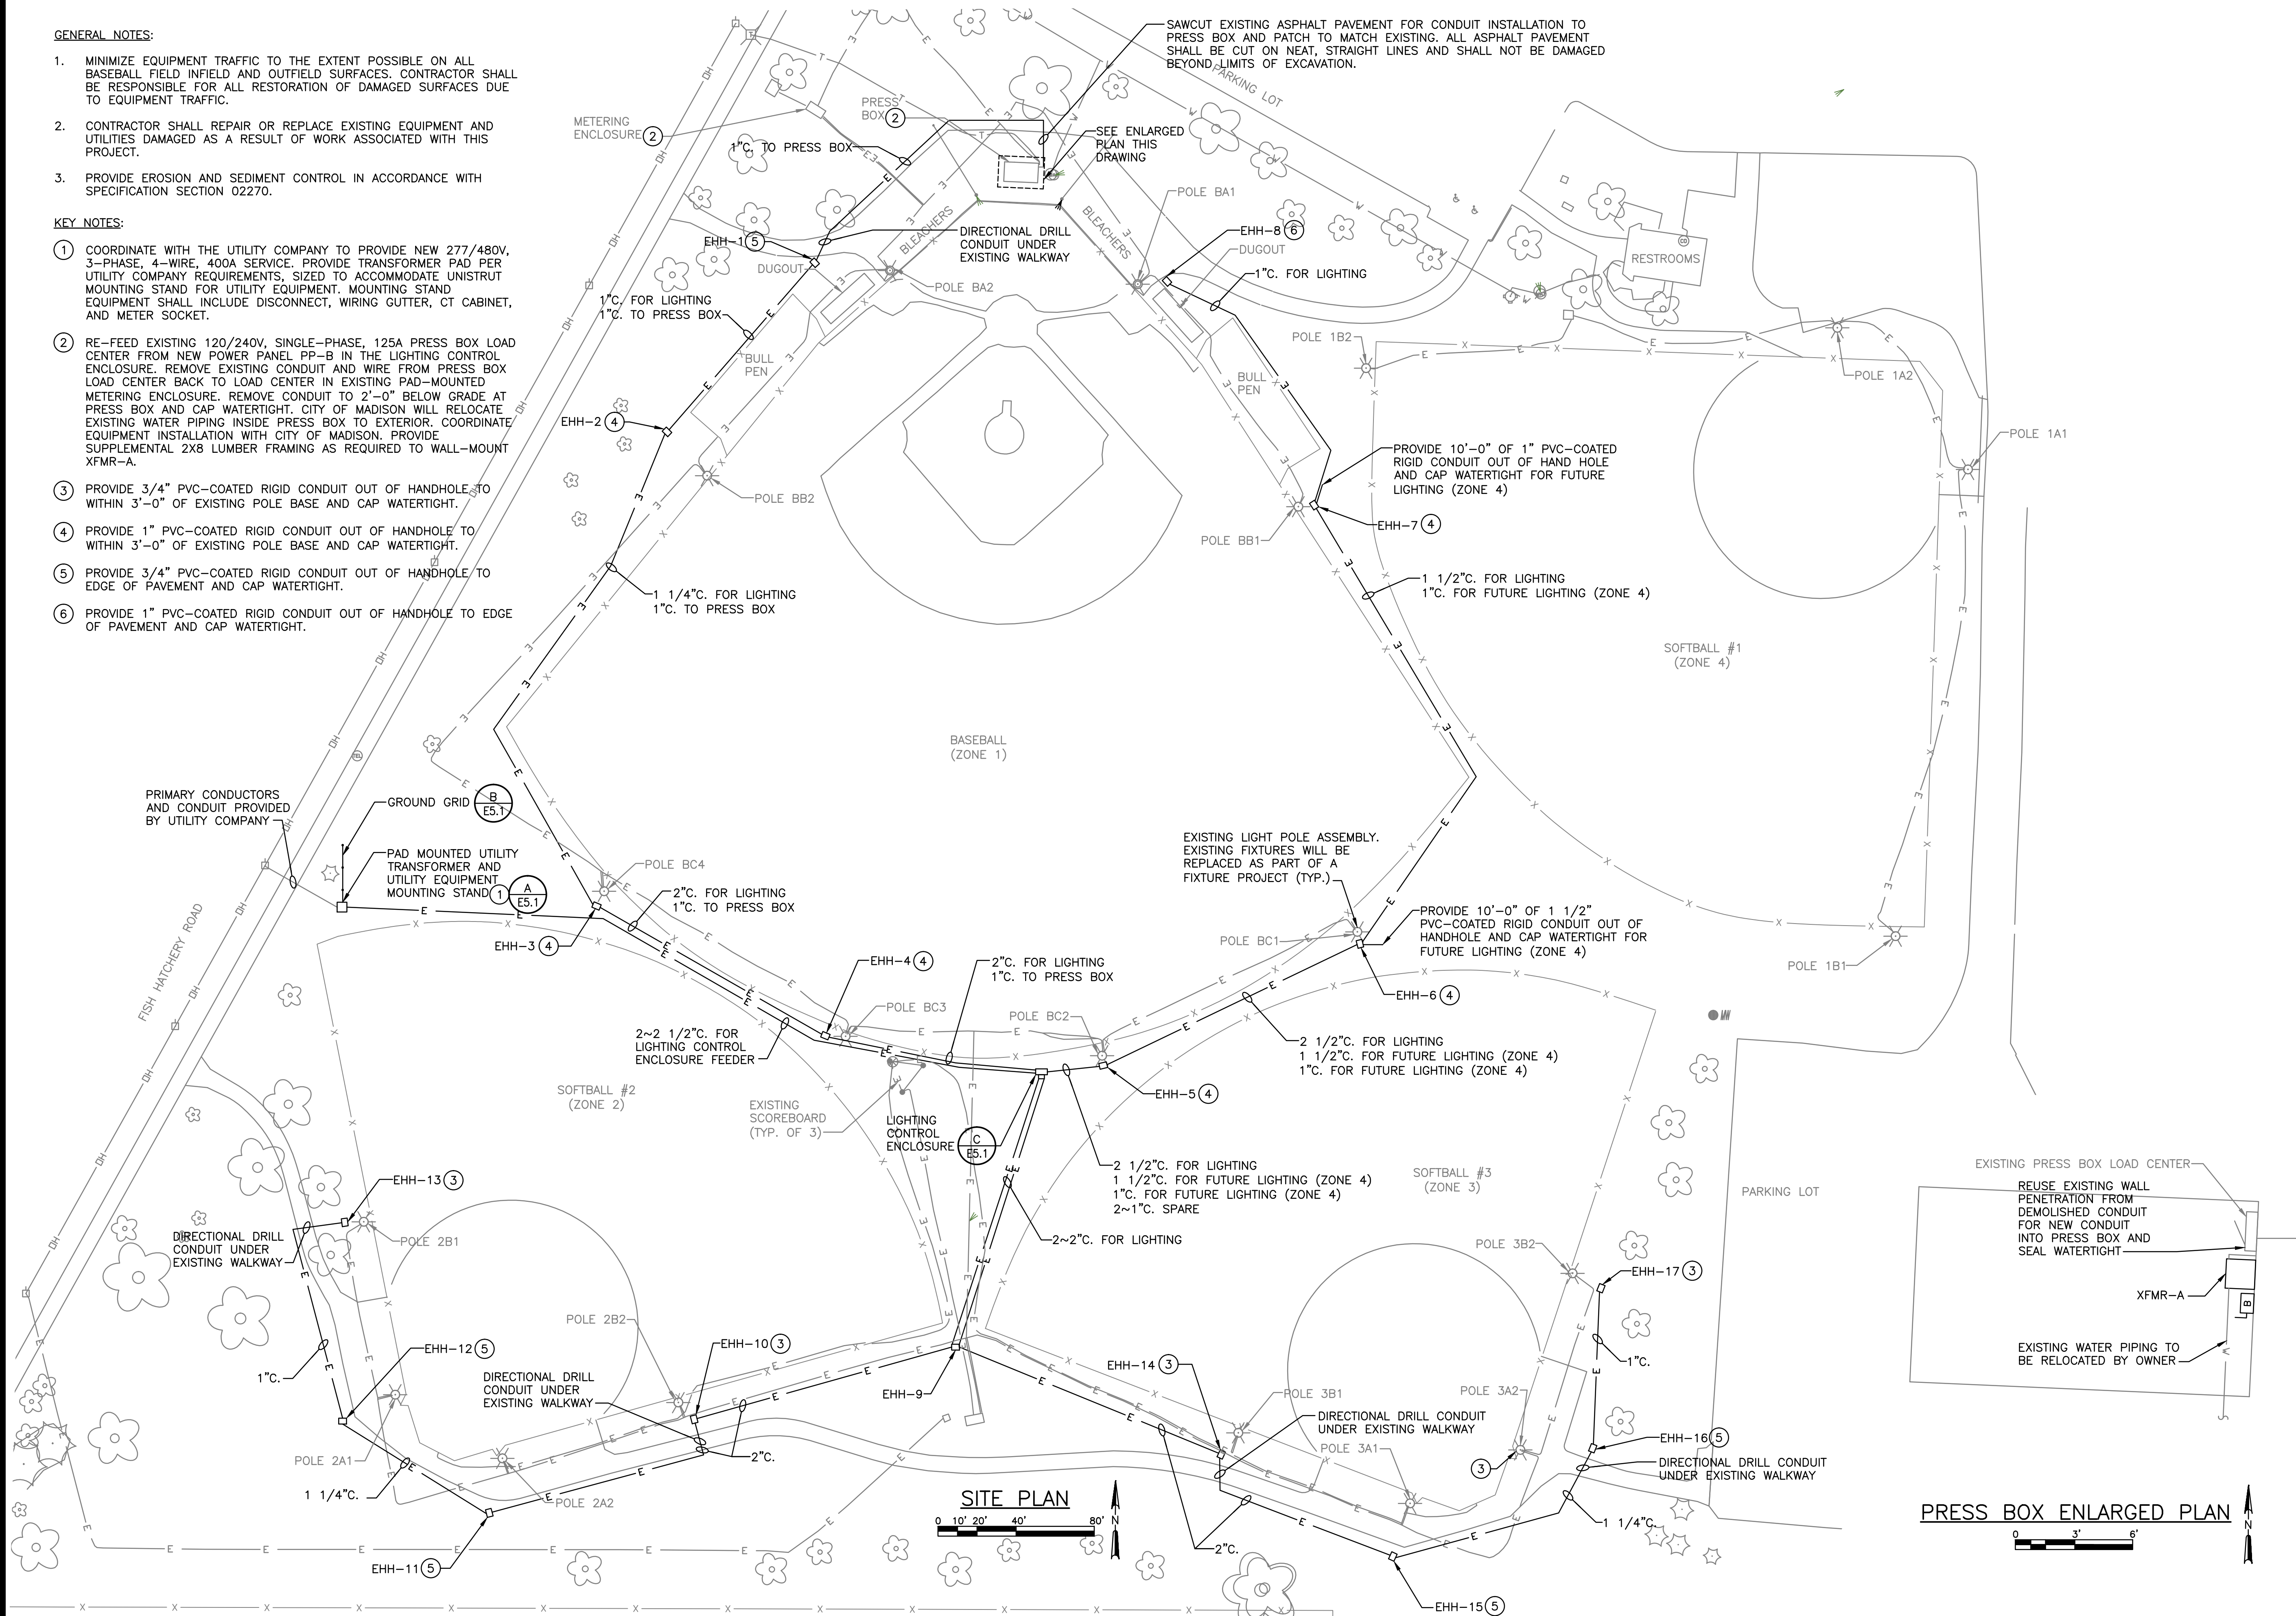 GENERAL NOTES:
1. MINIMIZE EQUIPMENT TRAFFIC TO THE EXTENT POSSIBLE ON ALL
BASEBALL FIELD INFIELD AND OUTFIELD SURFACES. CONTRACTOR SHALL
BE RESPONSIBLE FOR ALL RESTORATION OF DAMAGED SURFACES DUE
TO EQUIPMENT TRAFFIC.
2. CONTRACTOR SHALL REPAIR OR REPLACE EXISTING EQUIPMENT AND
UTILITIES DAMAGED AS A RESULT OF WORK ASSOCIATED WITH THIS
PROJECT.
3. PROVIDE EROSION AND SEDIMENT CONTROL IN ACCORDANCE WITH
SPECIFICATION SECTION 02270.
KEY NOTES:
1 COORDINATE WITH THE UTILITY COMPANY TO PROVIDE NEW 277/480V,
3-PHASE, 4-WIRE, 400A SERVICE. PROVIDE TRANSFORMER PAD PER
UTILITY COMPANY REQUIREMENTS, SIZED TO ACCOMMODATE UNISTRUT
MOUNTING STAND FOR UTILITY EQUIPMENT. MOUNTING STAND
EQUIPMENT SHALL INCLUDE DISCONNECT, WIRING GUTTER, CT CABINET,
AND METER SOCKET.
2 RE-FEED EXISTING 120/240V, SINGLE-PHASE, 125A PRESS BOX LOAD
CENTER FROM NEW POWER PANEL PP-B IN THE LIGHTING CONTROL
ENCLOSURE. REMOVE EXISTING CONDUIT AND WIRE FROM PRESS BOX
LOAD CENTER BACK TO LOAD CENTER IN EXISTING PAD-MOUNTED
METERING ENCLOSURE. REMOVE CONDUIT TO 2'-0" BELOW GRADE AT
PRESS BOX AND CAP WATERTIGHT. CITY OF MADISON WILL RELOCATE
EXISTING WATER PIPING INSIDE PRESS BOX TO EXTERIOR. COORDINATE
EQUIPMENT INSTALLATION WITH CITY OF MADISON. PROVIDE
SUPPLEMENTAL 2X8 LUMBER FRAMING AS REQUIRED TO WALL-MOUNT
XFMR-A.
3 PROVIDE 3/4" PVC-COATED RIGID CONDUIT OUT OF HANDHOLE TO
WITHIN 3'-0" OF EXISTING POLE BASE AND CAP WATERTIGHT.
4 PROVIDE 1" PVC-COATED RIGID CONDUIT OUT OF HANDHOLE TO
WITHIN 3'-0" OF EXISTING POLE BASE AND CAP WATERTIGHT.
5 PROVIDE 3/4" PVC-COATED RIGID CONDUIT OUT OF HANDHOLE TO
EDGE OF PAVEMENT AND CAP WATERTIGHT.
6 PROVIDE 1" PVC-COATED RIGID CONDUIT OUT OF HANDHOLE TO EDGE
OF PAVEMENT AND CAP WATERTIGHT.
SAWCUT EXISTING ASPHALT PAVEMENT FOR CONDUIT INSTALLATION TO
PRESS BOX AND PATCH TO MATCH EXISTING. ALL ASPHALT PAVEMENT
SHALL BE CUT ON NEAT, STRAIGHT LINES AND SHALL NOT BE DAMAGED
BEYOND LIMITS OF EXCAVATION.
PARKING LOT
METERING
ENCLOSURE 2
PRESS
BOX 2
1"C. TO PRESS BOX
SEE ENLARGED
PLAN THIS
DRAWING
POLE BA1
BLEACHERS
BLEACHERS
EHH-1 5
DIRECTIONAL DRILL
CONDUIT UNDER
EXISTING WALKWAY
EHH-8 6
DUGOUT
DUGOUT
1"C. FOR LIGHTING
POLE BA2
RESTROOMS
1"C. FOR LIGHTING
1"C. TO PRESS BOX
BULL
PEN
BULL
PEN
POLE 1B2
POLE 1A2
EHH-2 4
POLE 1A1
PROVIDE 10'-0" OF 1" PVC-COATED
RIGID CONDUIT OUT OF HAND HOLE
AND CAP WATERTIGHT FOR FUTURE
LIGHTING (ZONE 4)
POLE BB2
EHH-7 4
POLE BB1
1 1/4"C. FOR LIGHTING
1"C. TO PRESS BOX
1 1/2"C. FOR LIGHTING
1"C. FOR FUTURE LIGHTING (ZONE 4)
SOFTBALL #1
(ZONE 4)
BASEBALL
(ZONE 1)
PRIMARY CONDUCTORS
AND CONDUIT PROVIDED
BY UTILITY COMPANY
GROUND GRID
B
E5.1
PAD MOUNTED UTILITY
TRANSFORMER AND
UTILITY EQUIPMENT
MOUNTING STAND 1
A
E5.1
POLE BC4
2"C. FOR LIGHTING
1"C. TO PRESS BOX
EHH-3 4
FISH HATCHERY ROAD
EXISTING LIGHT POLE ASSEMBLY.
EXISTING FIXTURES WILL BE
REPLACED AS PART OF A
FIXTURE PROJECT (TYP.)
POLE BC1
PROVIDE 10'-0" OF 1 1/2"
PVC-COATED RIGID CONDUIT OUT OF
HANDHOLE AND CAP WATERTIGHT FOR
FUTURE LIGHTING (ZONE 4)
POLE 1B1
EHH-4 4
2"C. FOR LIGHTING
1"C. TO PRESS BOX
EHH-6 4
POLE BC3
POLE BC2
2~2 1/2"C. FOR
LIGHTING CONTROL
ENCLOSURE FEEDER
2 1/2"C. FOR LIGHTING
1 1/2"C. FOR FUTURE LIGHTING (ZONE 4)
1"C. FOR FUTURE LIGHTING (ZONE 4)
SOFTBALL #2
(ZONE 2)
EXISTING
SCOREBOARD
(TYP. OF 3)
EHH-5 4
LIGHTING
CONTROL
ENCLOSURE
C
E5.1
2 1/2"C. FOR LIGHTING
1 1/2"C. FOR FUTURE LIGHTING (ZONE 4)
1"C. FOR FUTURE LIGHTING (ZONE 4)
2~1"C. SPARE
SOFTBALL #3
(ZONE 3)
PARKING LOT
EHH-13 3
DIRECTIONAL DRILL
CONDUIT UNDER
EXISTING WALKWAY
POLE 2B1
2~2"C. FOR LIGHTING
POLE 3B2
EHH-17 3
POLE 2B2
EHH-10 3
EHH-12 5
1"C.
DIRECTIONAL DRILL
CONDUIT UNDER
EXISTING WALKWAY
EHH-9
EHH-14 3
1"C.
POLE 3B1
POLE 3A2
DIRECTIONAL DRILL CONDUIT
UNDER EXISTING WALKWAY
POLE 3A1
EHH-16 5
3
DIRECTIONAL DRILL CONDUIT
UNDER EXISTING WALKWAY
POLE 2A1
2"C.
1 1/4"C.
POLE 2A2
1 1/4"C.
EHH-11 5
2"C.
EHH-15 5
SITE PLAN
0 10' 20' 40' 80'
N
EXISTING PRESS BOX LOAD CENTER
REUSE EXISTING WALL
PENETRATION FROM
DEMOLISHED CONDUIT
FOR NEW CONDUIT
INTO PRESS BOX AND
SEAL WATERTIGHT
XFMR-A
B
EXISTING WATER PIPING TO
BE RELOCATED BY OWNER
PRESS BOX ENLARGED PLAN
0 3' 6'
N